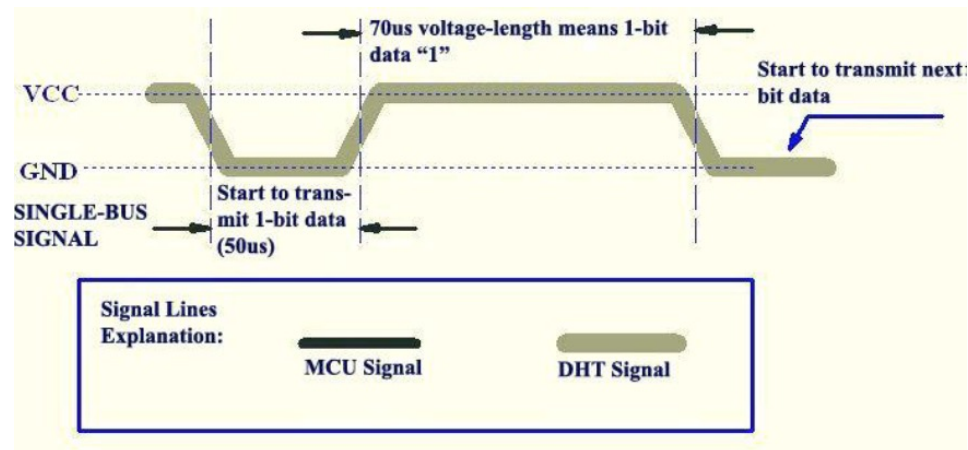 70us voltage-length means 1-bit
data “1”
Start to transmit next
bit data
VCC
GND
SINGLE-BUS
SIGNAL
Start to trans-
mit 1-bit data
(50us)
Signal Lines
Explanation:
MCU Signal
DHT Signal